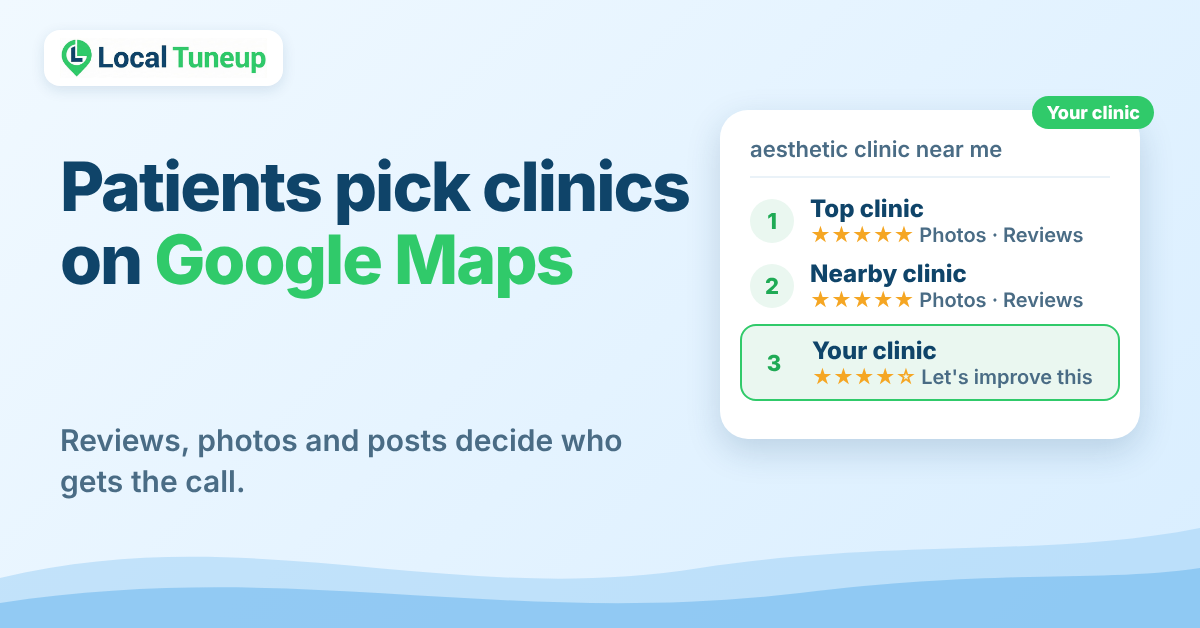 Local Tuneup
Patients pick clinics
on Google Maps
Reviews, photos and posts decide who
gets the call.
Your clinic
aesthetic clinic near me
1
Top clinic
★★★★★ Photos · Reviews
2
Nearby clinic
★★★★★ Photos · Reviews
3
Your clinic
★★★★☆ Let's improve this